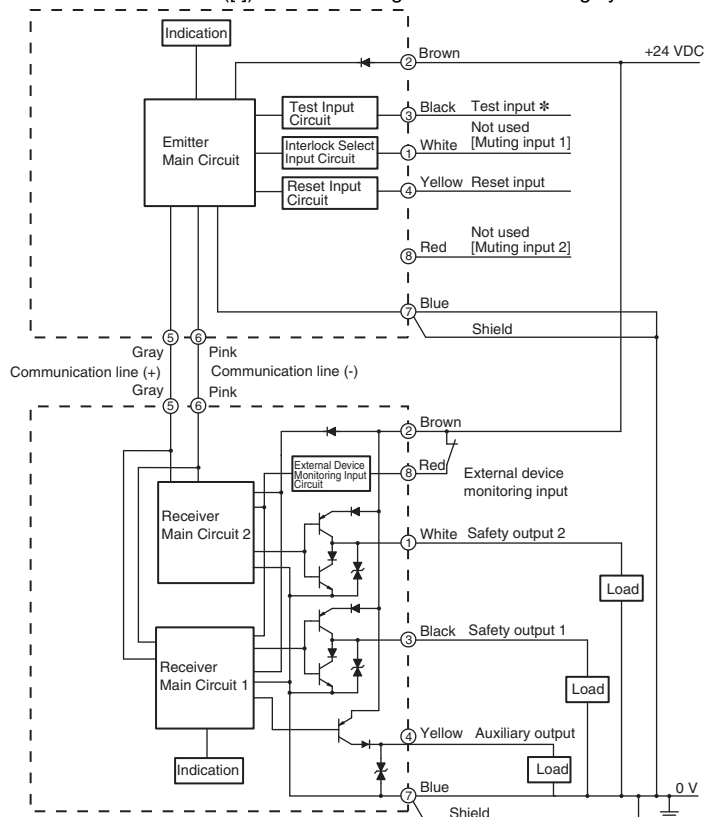 Indication
② Brown
+24 VDC
Test Input
Circuit
③ Black Test input *
Emitter
Main Circuit
Interlock Select
Input Circuit
① White
Not used
[Muting input 1]
Reset Input
Circuit
④ Yellow Reset input
⑧ Red
Not used
[Muting input 2]
⑦ Blue
Shield
⑤ ⑥
Gray Pink
Communication line (+) Communication line (-)
Gray Pink
⑤ ⑥
② Brown
External Device
Monitoring Input
Circuit
⑧ Red
External device
monitoring input
Receiver
Main Circuit 2
① White Safety output 2
Load
③ Black Safety output 1
Receiver
Main Circuit 1
Load
④ Yellow Auxiliary output
Indication
Load
⑦ Blue
0 V
Shield